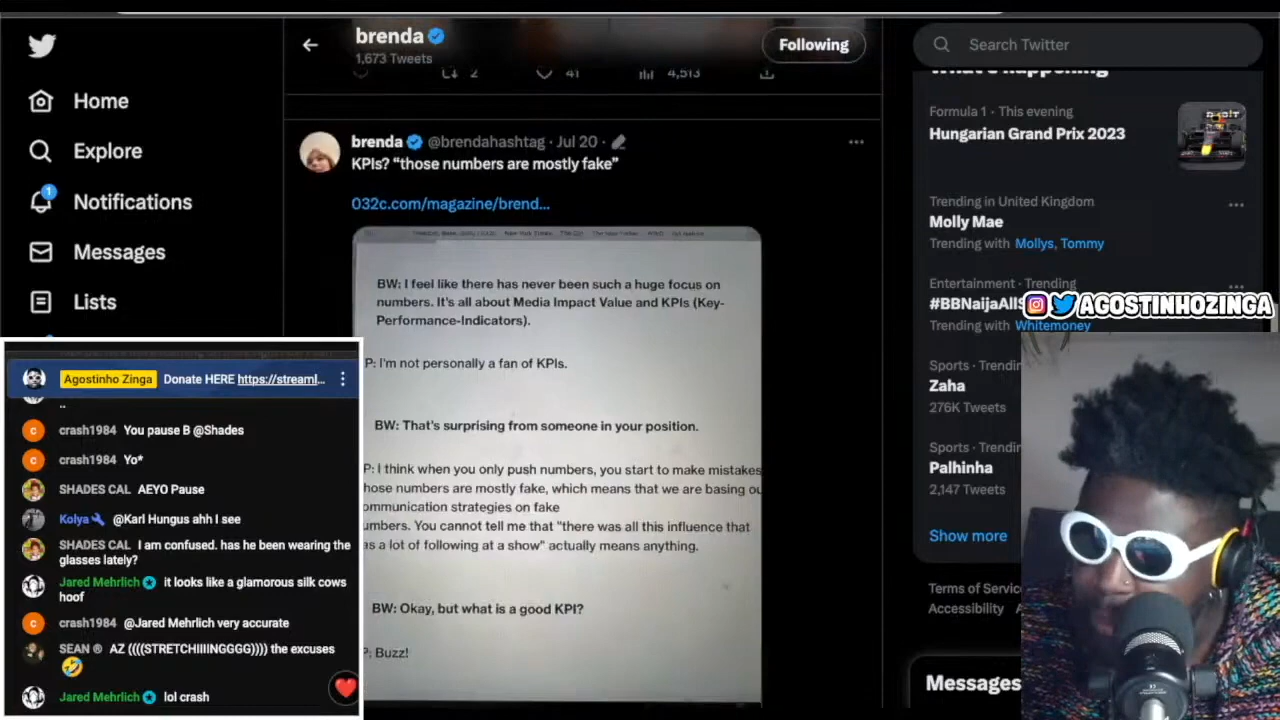 brenda
1,673 Tweets
Following
Search Twitter
2
41
4,513
Home
Explore
1
Notifications
Messages
Lists
brenda @brendahashtag · Jul 20 ·
KPIs? “those numbers are mostly fake”
032c.com/magazine/brend...
BW: I feel like there has never been such a huge focus on
numbers. It's all about Media Impact Value and KPIs (Key-
Performance-Indicators).
P: I'm not personally a fan of KPIs.
BW: That's surprising from someone in your position.
P: I think when you only push numbers, you start to make mistakes
hose numbers are mostly fake, which means that we are basing ou
ommunication strategies on fake
umbers. You cannot tell me that "there was all this influence that
as a lot of following at a show" actually means anything.
BW: Okay, but what is a good KPI?
P: Buzz!
What's happening
Formula 1 · This evening
Hungarian Grand Prix 2023
Trending in United Kingdom
Molly Mae
Trending with Mollys, Tommy
Entertainment · Trending
#BBNaijaAllS
Trending with Whitemoney
AGOSTINHOZINGA
Sports · Trendin
Zaha
276K Tweets
Sports · Trendin
Palhinha
2,147 Tweets
Show more
Terms of Service
Accessibility
Messages
Agostinho Zinga Donate HERE https://streaml...
..
crash1984 You pause B @Shades
crash1984 Yo*
SHADES CAL AEYO Pause
Kolya @Karl Hungus ahh I see
SHADES CAL I am confused. has he been wearing the
glasses lately?
Jared Mehrlich it looks like a glamorous silk cows
hoof
crash1984 @Jared Mehrlich very accurate
SEAN ® AZ ((((STRETCHIIIINGGGG)))) the excuses
Jared Mehrlich lol crash